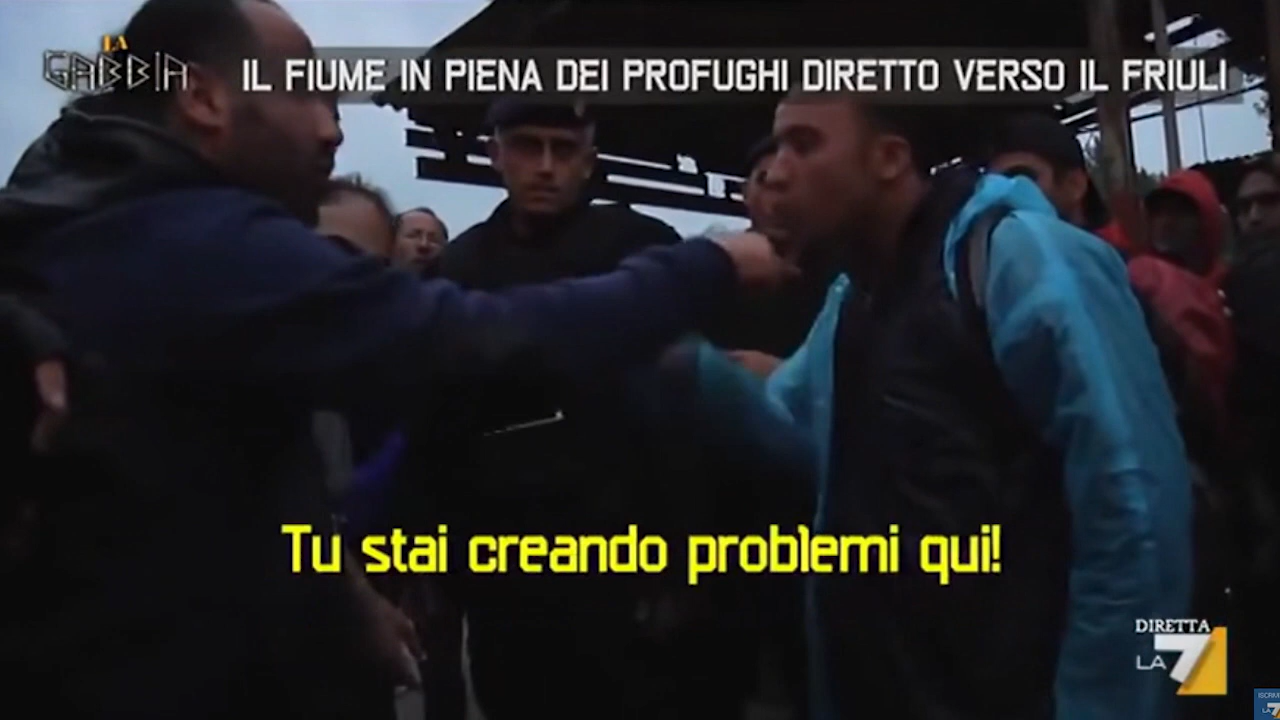 LA
GABBIA
IL FIUME IN PIENA DEI PROFUGHI DIRETTO VERSO IL FRIULI
Tu stai creando problemi qui!
DIRETTA
LA7
LA7